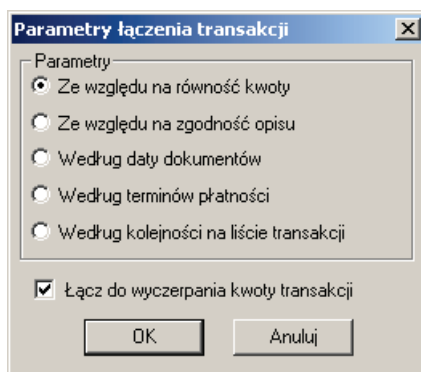 Parametry łączenia transakcji
Parametry
Ze względu na równość kwoty
Ze względu na zgodność opisu
Według daty dokumentów
Według terminów płatności
Według kolejności na liście transakcji
Łącz do wyczerpania kwoty transakcji
OK Anuluj